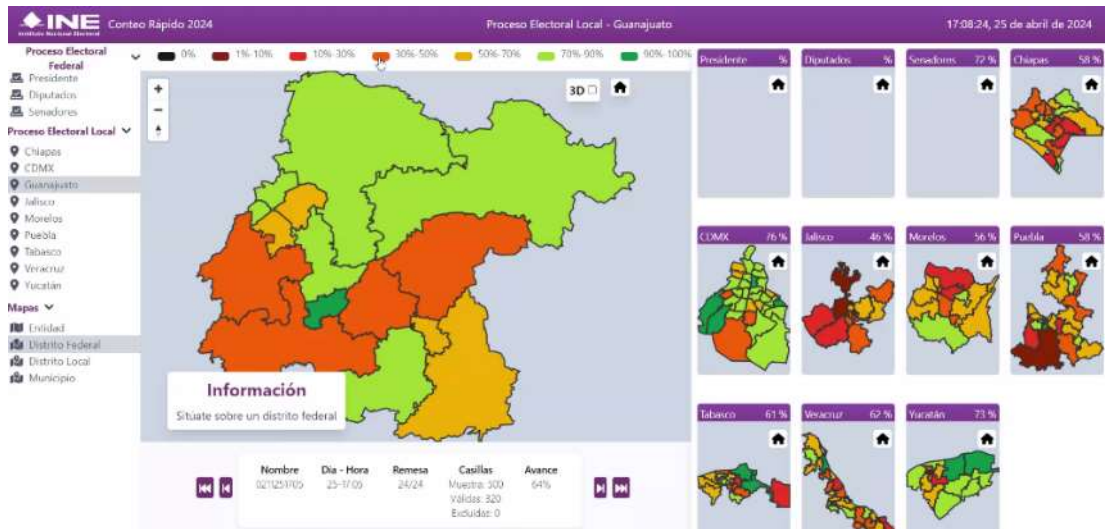 INE
Instituto Nacional Electoral
Conteo Rápido 2024
Proceso Electoral Local - Guanajuato
17:08:24, 25 de abril de 2024
Proceso Electoral
Federal
Presidente
Diputados
Senadores
Proceso Electoral Local
Chiapas
CDMX
Guanajuato
Jalisco
Morelos
Puebla
Tabasco
Veracruz
Yucatán
Mapas
Entidad
Distrito Federal
Distrito Local
Municipio
0% 1%-10% 10%-30% 30%-50% 50%-70% 70%-90% 90%-100%
+
−
3D
Información
Sitúate sobre un distrito federal
Nombre Día - Hora Remesa Casillas Avance
0211251705 25-17:05 24/24 Muestra: 500 64%
Válidas: 320
Excluidas: 0
Presidente %
Diputados %
Senadores 72 %
Chiapas 58 %
CDMX 76 %
Jalisco 46 %
Morelos 56 %
Puebla 58 %
Tabasco 61 %
Veracruz 62 %
Yucatán 73 %